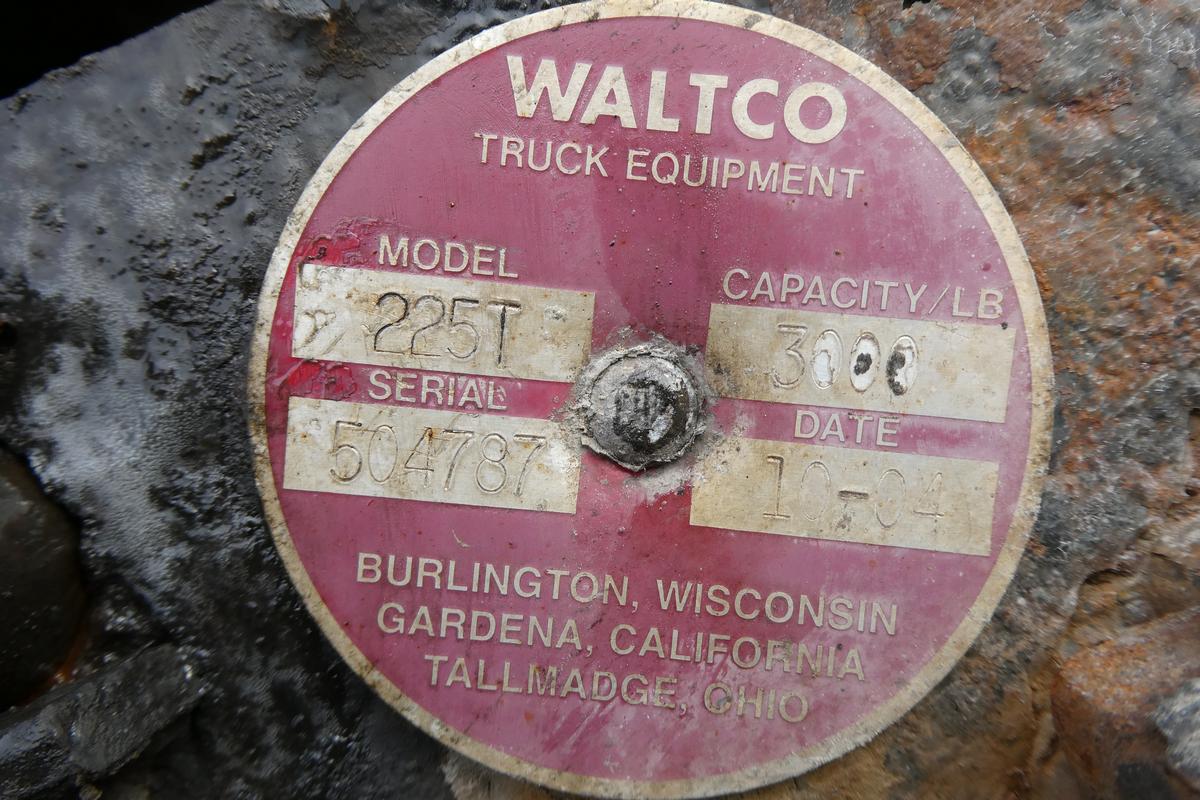 WALTCO
TRUCK EQUIPMENT
MODEL
225T
CAPACITY/LB
3000
SERIAL
504787
DATE
10-04
BURLINGTON, WISCONSIN
GARDENA, CALIFORNIA
TALLMADGE, OHIO